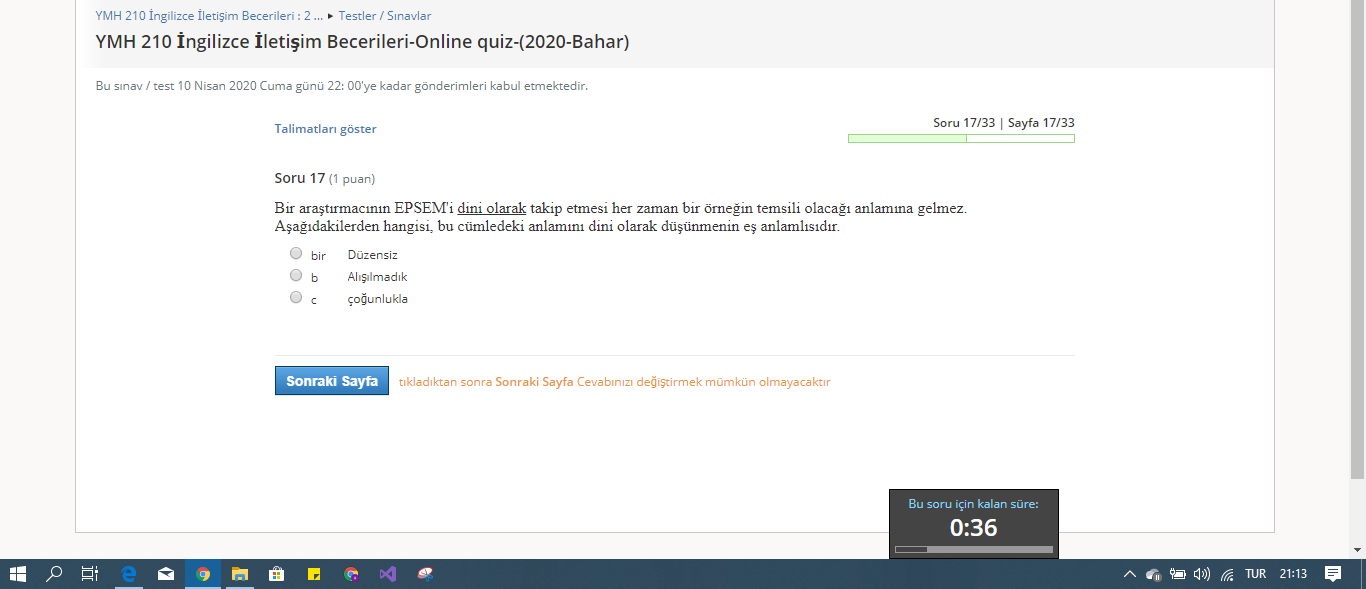 YMH 210 İngilizce İletişim Becerileri : 2 ... ▸ Testler / Sınavlar
YMH 210 İngilizce İletişim Becerileri-Online quiz-(2020-Bahar)
Bu sınav / test 10 Nisan 2020 Cuma günü 22: 00'ye kadar gönderimleri kabul etmektedir.
Talimatları göster
Soru 17/33 | Sayfa 17/33
Soru 17 (1 puan)
Bir araştırmacının EPSEM'i dini olarak takip etmesi her zaman bir örneğin temsili olacağı anlamına gelmez.
Aşağıdakilerden hangisi, bu cümledeki anlamını dini olarak düşünmenin eş anlamlısıdır.
bir Düzensiz
b Alışılmadık
c çoğunlukla
Sonraki Sayfa tıkladıktan sonra Sonraki Sayfa Cevabınızı değiştirmek mümkün olmayacaktır
Bu soru için kalan süre:
0:36
TUR 21:13